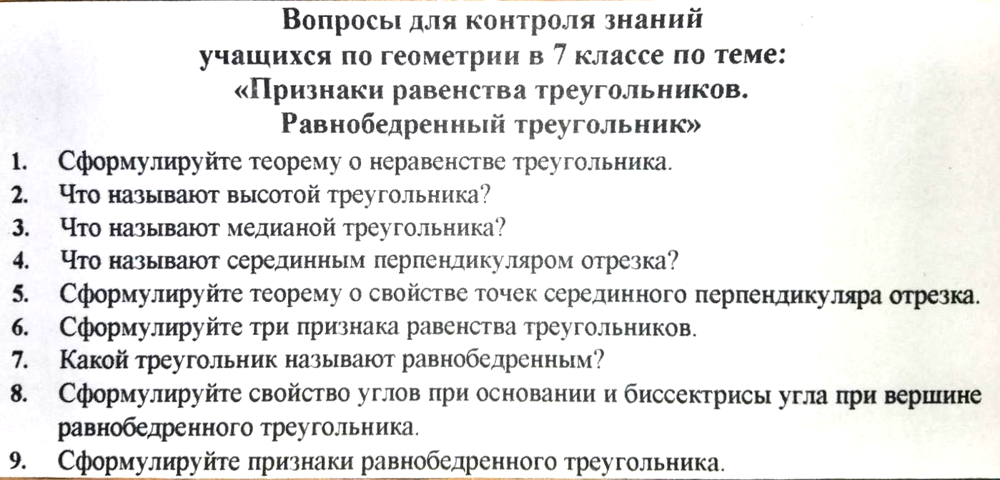 Вопросы для контроля знаний
учащихся по геометрии в 7 классе по теме:
«Признаки равенства треугольников.
Равнобедренный треугольник»
1. Сформулируйте теорему о неравенстве треугольника.
2. Что называют высотой треугольника?
3. Что называют медианой треугольника?
4. Что называют серединным перпендикуляром отрезка?
5. Сформулируйте теорему о свойстве точек серединного перпендикуляра отрезка.
6. Сформулируйте три признака равенства треугольников.
7. Какой треугольник называют равнобедренным?
8. Сформулируйте свойство углов при основании и биссектрисы угла при вершине
равнобедренного треугольника.
9. Сформулируйте признаки равнобедренного треугольника.